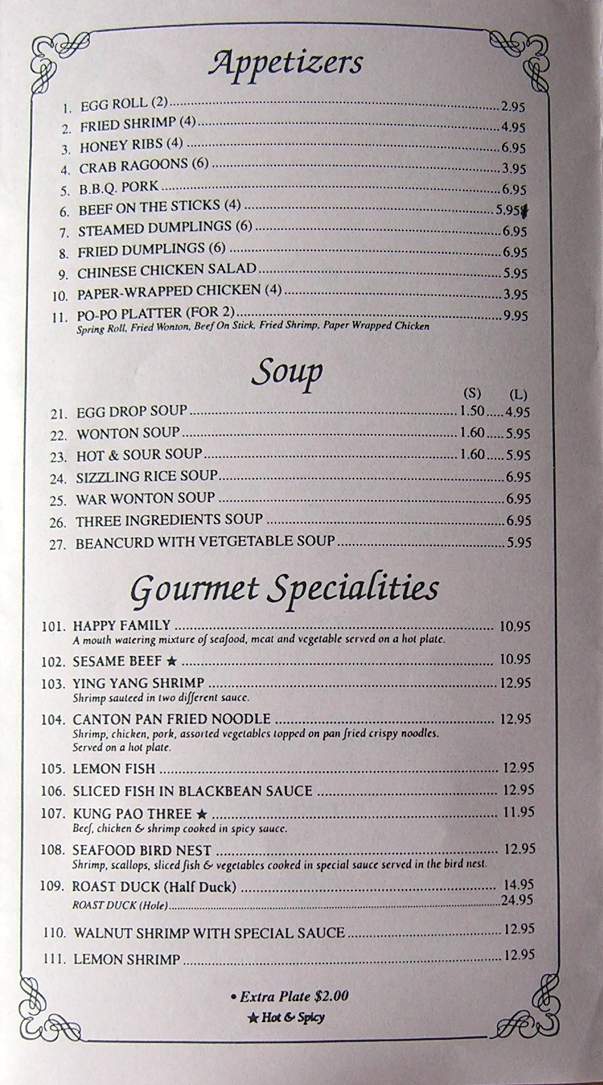 Appetizers
1. EGG ROLL (2) 2.95
2. FRIED SHRIMP (4) 4.95
3. HONEY RIBS (4) 6.95
4. CRAB RAGOONS (6) 3.95
5. B.B.Q. PORK 6.95
6. BEEF ON THE STICKS (4) 5.95
7. STEAMED DUMPLINGS (6) 6.95
8. FRIED DUMPLINGS (6) 6.95
9. CHINESE CHICKEN SALAD 5.95
10. PAPER-WRAPPED CHICKEN (4) 3.95
11. PO-PO PLATTER (FOR 2) 9.95
Spring Roll, Fried Wonton, Beef On Stick, Fried Shrimp, Paper Wrapped Chicken
Soup
(S) (L)
21. EGG DROP SOUP 1.50 4.95
22. WONTON SOUP 1.60 5.95
23. HOT & SOUR SOUP 1.60 5.95
24. SIZZLING RICE SOUP 6.95
25. WAR WONTON SOUP 6.95
26. THREE INGREDIENTS SOUP 6.95
27. BEANCURD WITH VETGETABLE SOUP 5.95
Gourmet Specialities
101. HAPPY FAMILY 10.95
A mouth watering mixture of seafood, meat and vegetable served on a hot plate.
102. SESAME BEEF ★ 10.95
103. YING YANG SHRIMP 12.95
Shrimp sauteed in two different sauce.
104. CANTON PAN FRIED NOODLE 12.95
Shrimp, chicken, pork, assorted vegetables topped on pan fried crispy noodles.
Served on a hot plate.
105. LEMON FISH 12.95
106. SLICED FISH IN BLACKBEAN SAUCE 12.95
107. KUNG PAO THREE ★ 11.95
Beef, chicken & shrimp cooked in spicy sauce.
108. SEAFOOD BIRD NEST 12.95
Shrimp, scallops, sliced fish & vegetables cooked in special sauce served in the bird nest.
109. ROAST DUCK (Half Duck) 14.95
ROAST DUCK (Hole) 24.95
110. WALNUT SHRIMP WITH SPECIAL SAUCE 12.95
111. LEMON SHRIMP 12.95
• Extra Plate $2.00
★ Hot & Spicy